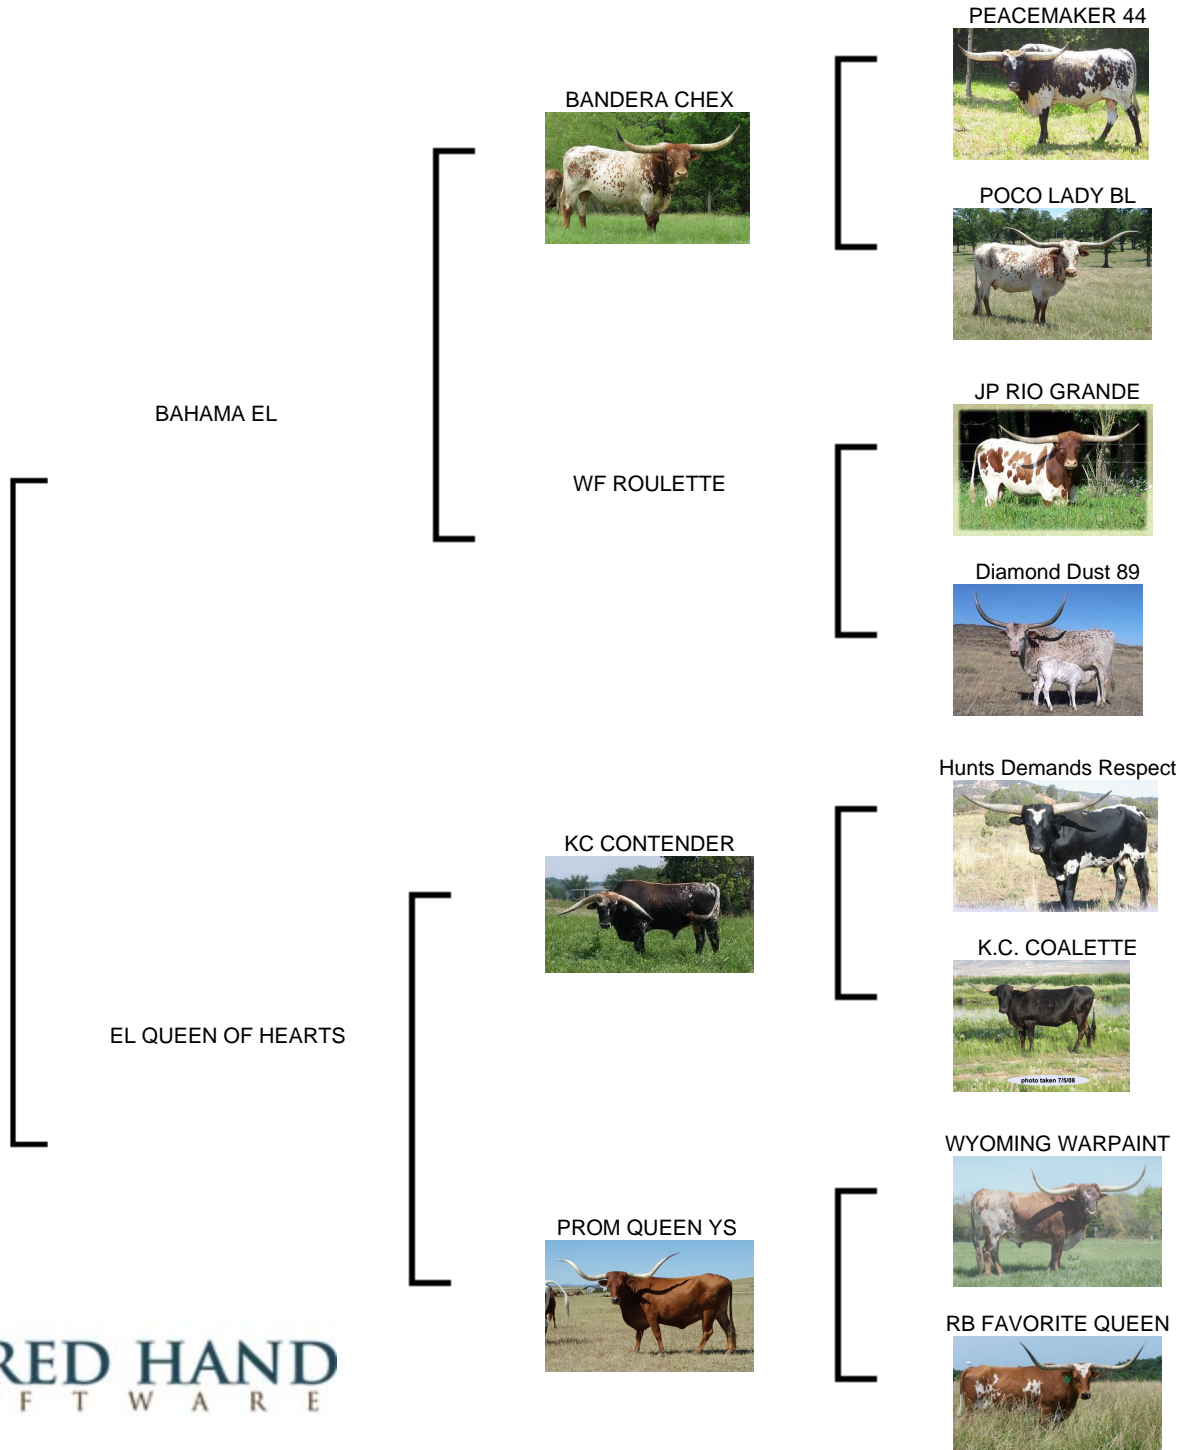 PEACEMAKER 44
BANDERA CHEX
POCO LADY BL
JP RIO GRANDE
BAHAMA EL
WF ROULETTE
Diamond Dust 89
Hunts Demands Respect
KC CONTENDER
K.C. COALETTE
photo taken 7/5/08
EL QUEEN OF HEARTS
WYOMING WARPAINT
PROM QUEEN YS
RB FAVORITE QUEEN
RED HAND
F T W A R E